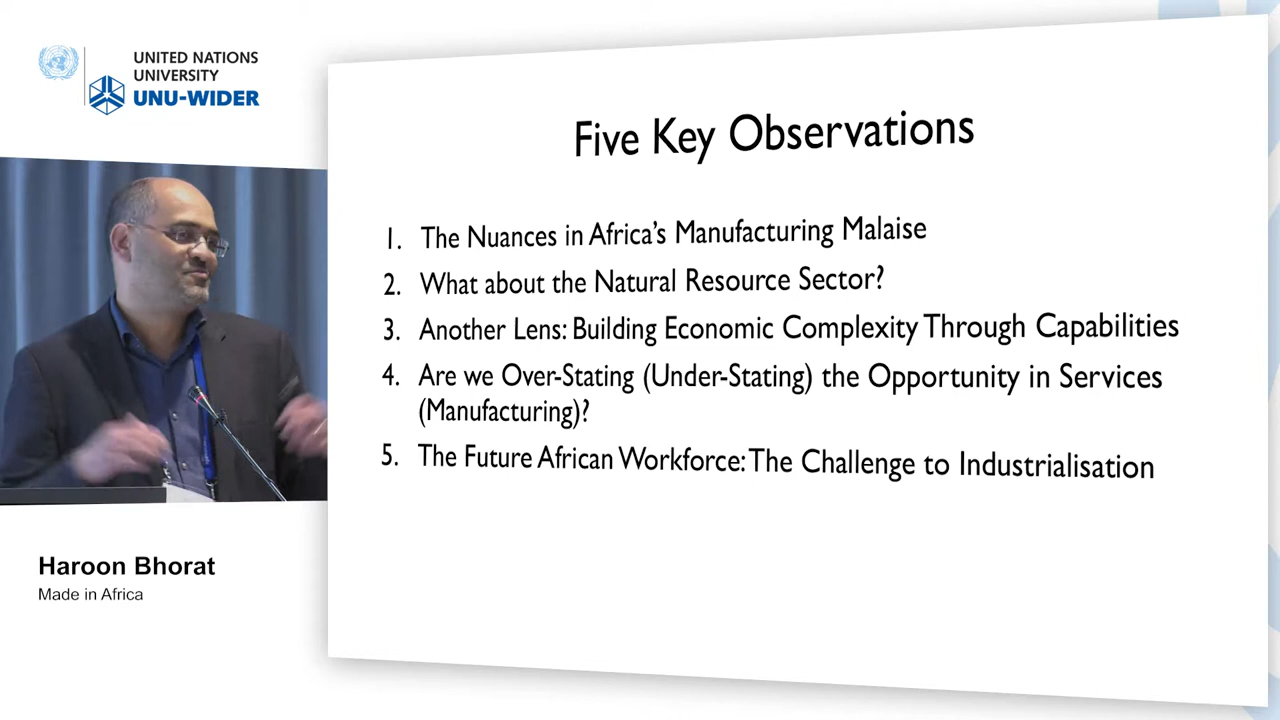 UNITED NATIONS
UNIVERSITY
UNU-WIDER
Five Key Observations
1. The Nuances in Africa's Manufacturing Malaise
2. What about the Natural Resource Sector?
3. Another Lens: Building Economic Complexity Through Capabilities
4. Are we Over-Stating (Under-Stating) the Opportunity in Services
(Manufacturing)?
5. The Future African Workforce: The Challenge to Industrialisation
Haroon Bhorat
Made in Africa